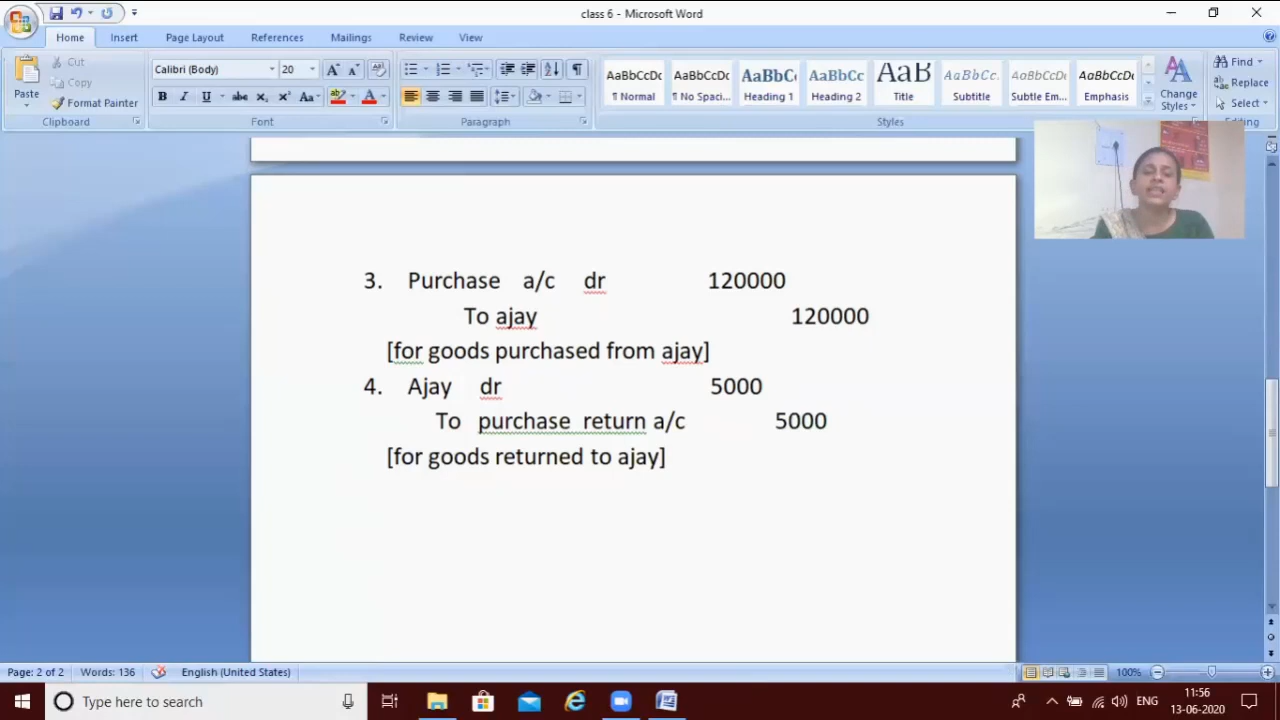 class 6 - Microsoft Word
Home Insert Page Layout References Mailings Review View
Paste
Cut
Copy
Format Painter
Clipboard
Calibri (Body) 20
Font
Paragraph
AaBbCcDc AaBbCcDc AaBbCc AaBbCc AaB AaBbCc. AaBbCcDc AaBbCcDc
¶ Normal ¶ No Spaci... Heading 1 Heading 2 Title Subtitle Subtle Em... Emphasis
Styles
Change Styles
Find
Replace
Select
Editing
3. Purchase a/c dr 120000
To ajay 120000
[for goods purchased from ajay]
4. Ajay dr 5000
To purchase return a/c 5000
[for goods returned to ajay]
Page: 2 of 2 Words: 136 English (United States) 100%
Type here to search
ENG
11:56
13-06-2020